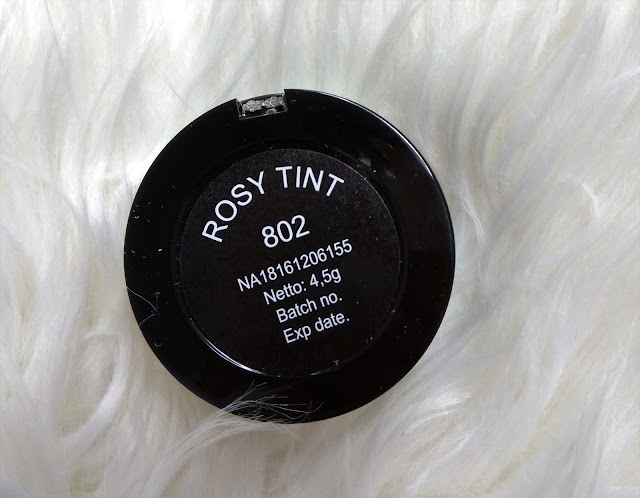 ROSY TINT
802
NA18161206155
Netto: 4,5g
Batch no.
Exp date.